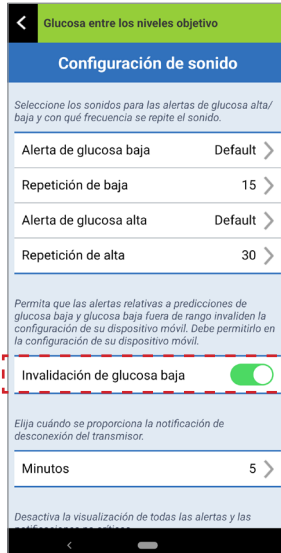 Glucosa entre los niveles objetivo
Configuración de sonido
Seleccione los sonidos para las alertas de glucosa alta/
baja y con qué frecuencia se repite el sonido.
Alerta de glucosa baja Default
Repetición de baja 15
Alerta de glucosa alta Default
Repetición de alta 30
Permita que las alertas relativas a predicciones de
glucosa baja y glucosa baja fuera de rango invaliden la
configuración de su dispositivo móvil. Debe permitirlo en
la configuración de su dispositivo móvil.
Invalidación de glucosa baja
Elija cuándo se proporciona la notificación de
desconexión del transmisor.
Minutos 5
Desactiva la visualización de todas las alertas y las
notificaciones no críticas